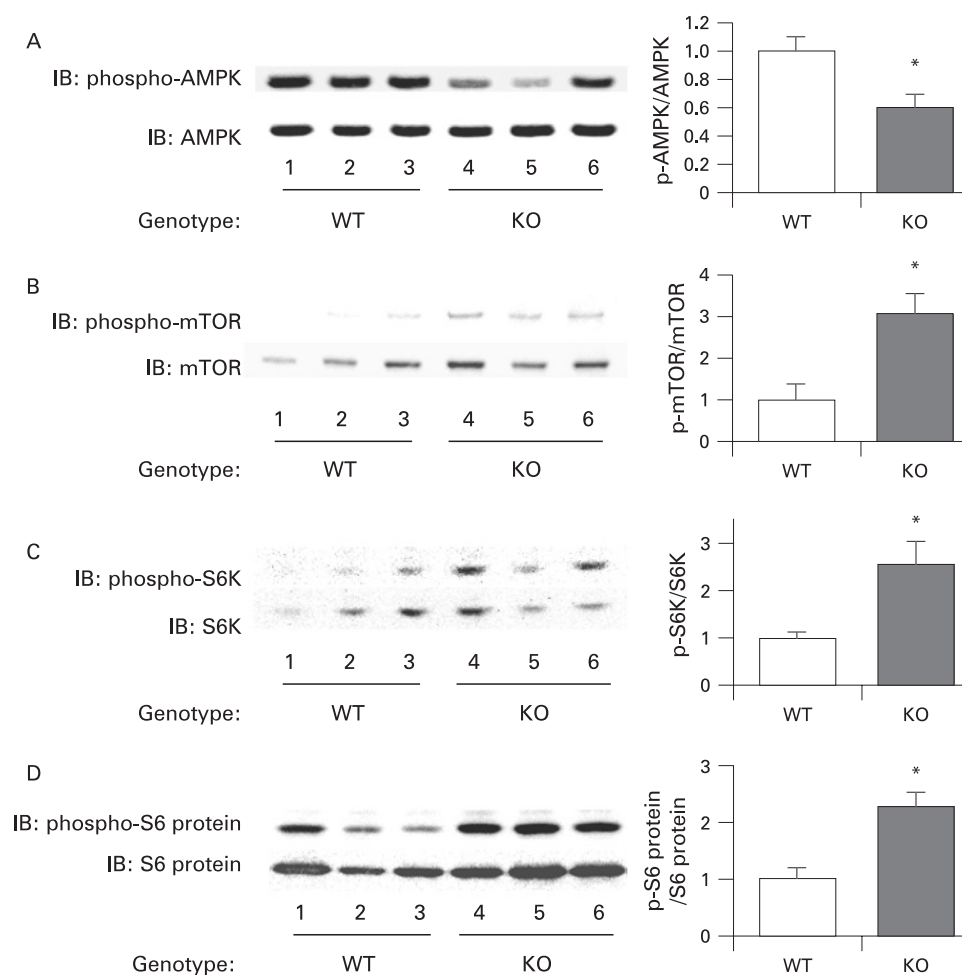 A
IB: phospho-AMPK
IB: AMPK
1 2 3 4 5 6
Genotype: WT KO
p-AMPK/AMPK
1.2
1.0
0.8
0.6
0.4
0.2
0
*
WT KO
B
IB: phospho-mTOR
IB: mTOR
1 2 3 4 5 6
Genotype: WT KO
p-mTOR/mTOR
4
3
2
1
0
*
WT KO
C
IB: phospho-S6K
IB: S6K
1 2 3 4 5 6
Genotype: WT KO
p-S6K/S6K
3
2
1
0
*
WT KO
D
IB: phospho-S6 protein
IB: S6 protein
1 2 3 4 5 6
Genotype: WT KO
p-S6 protein
/S6 protein
3
2
1
0
*
WT KO